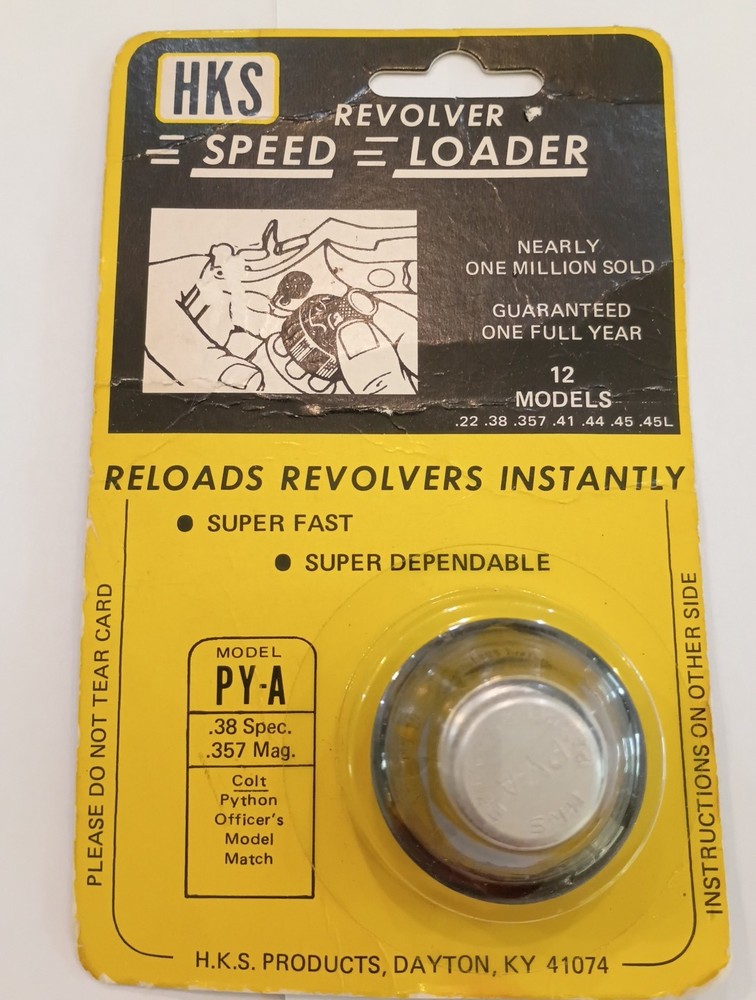 HKS
REVOLVER
SPEED LOADER
NEARLY
ONE MILLION SOLD
GUARANTEED
ONE FULL YEAR
12
MODELS
.22 .38 .357 .41 .44 .45 .45L
RELOADS REVOLVERS INSTANTLY
● SUPER FAST
● SUPER DEPENDABLE
PLEASE DO NOT TEAR CARD
MODEL
PY-A
.38 Spec.
.357 Mag.
Colt
Python
Officer's
Model
Match
PY-A
HKS
INSTRUCTIONS ON OTHER SIDE
H.K.S. PRODUCTS, DAYTON, KY 41074